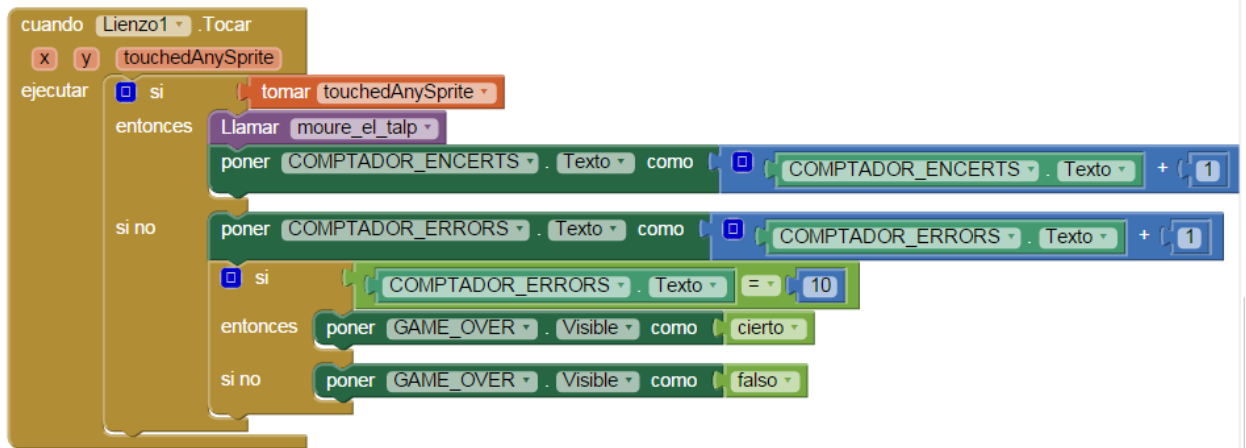 cuando Lienzo1 .Tocar
x y touchedAnySprite
ejecutar si tomar touchedAnySprite
entonces Llamar moure_el_talp
poner COMPTADOR_ENCERTS . Texto como COMPTADOR_ENCERTS . Texto + 1
si no poner COMPTADOR_ERRORS . Texto como COMPTADOR_ERRORS . Texto + 1
si COMPTADOR_ERRORS . Texto = 10
entonces poner GAME_OVER . Visible como cierto
si no poner GAME_OVER . Visible como falso